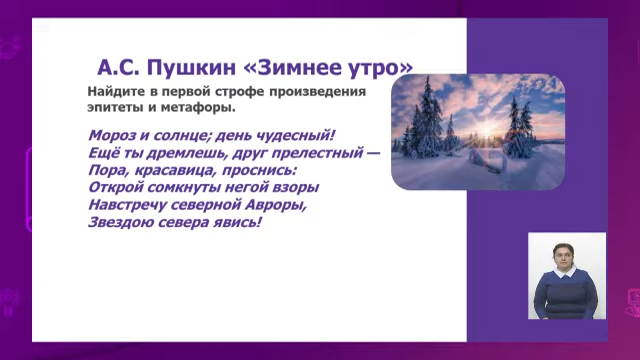 А.С. Пушкин «Зимнее утро»
Найдите в первой строфе произведения
эпитеты и метафоры.
Мороз и солнце; день чудесный!
Ещё ты дремлешь, друг прелестный —
Пора, красавица, проснись:
Открой сомкнуты негой взоры
Навстречу северной Авроры,
Звездою севера явись!